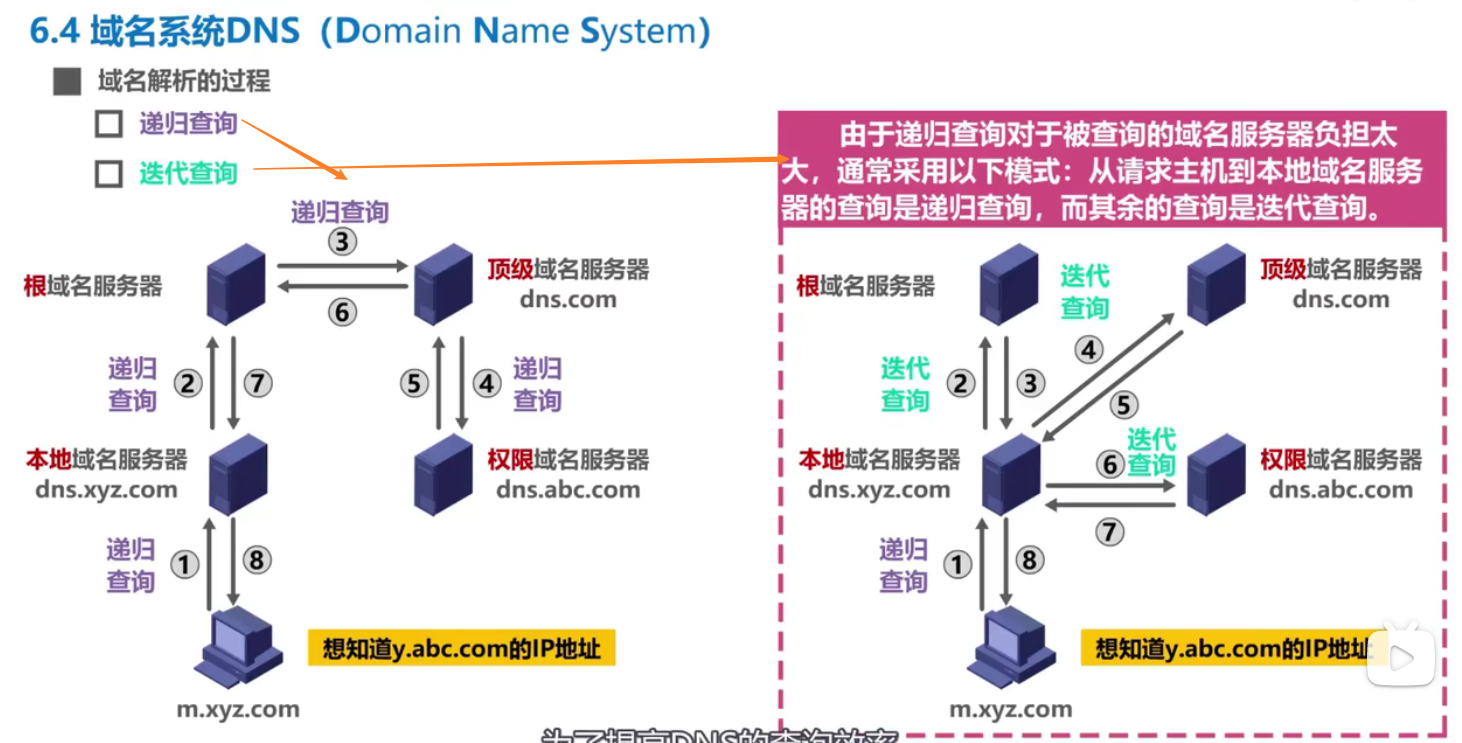 6.4 域名系统DNS（Domain Name System）
域名解析的过程
递归查询
迭代查询
递归查询
③
⑥
根域名服务器
顶级域名服务器
dns.com
递归
查询
②
⑦
⑤
④
递归
查询
本地域名服务器
dns.xyz.com
权限域名服务器
dns.abc.com
递归
查询
①
⑧
想知道y.abc.com的IP地址
m.xyz.com
由于递归查询对于被查询的域名服务器负担太
大，通常采用以下模式：从请求主机到本地域名服务
器的查询是递归查询，而其余的查询是迭代查询。
根域名服务器
迭代
查询
顶级域名服务器
dns.com
迭代
查询
②
③
④
⑤
本地域名服务器
dns.xyz.com
迭代
查询
⑥
⑦
权限域名服务器
dns.abc.com
递归
查询
①
⑧
想知道y.abc.com的IP地址
m.xyz.com
为了提高DNS的查询效率